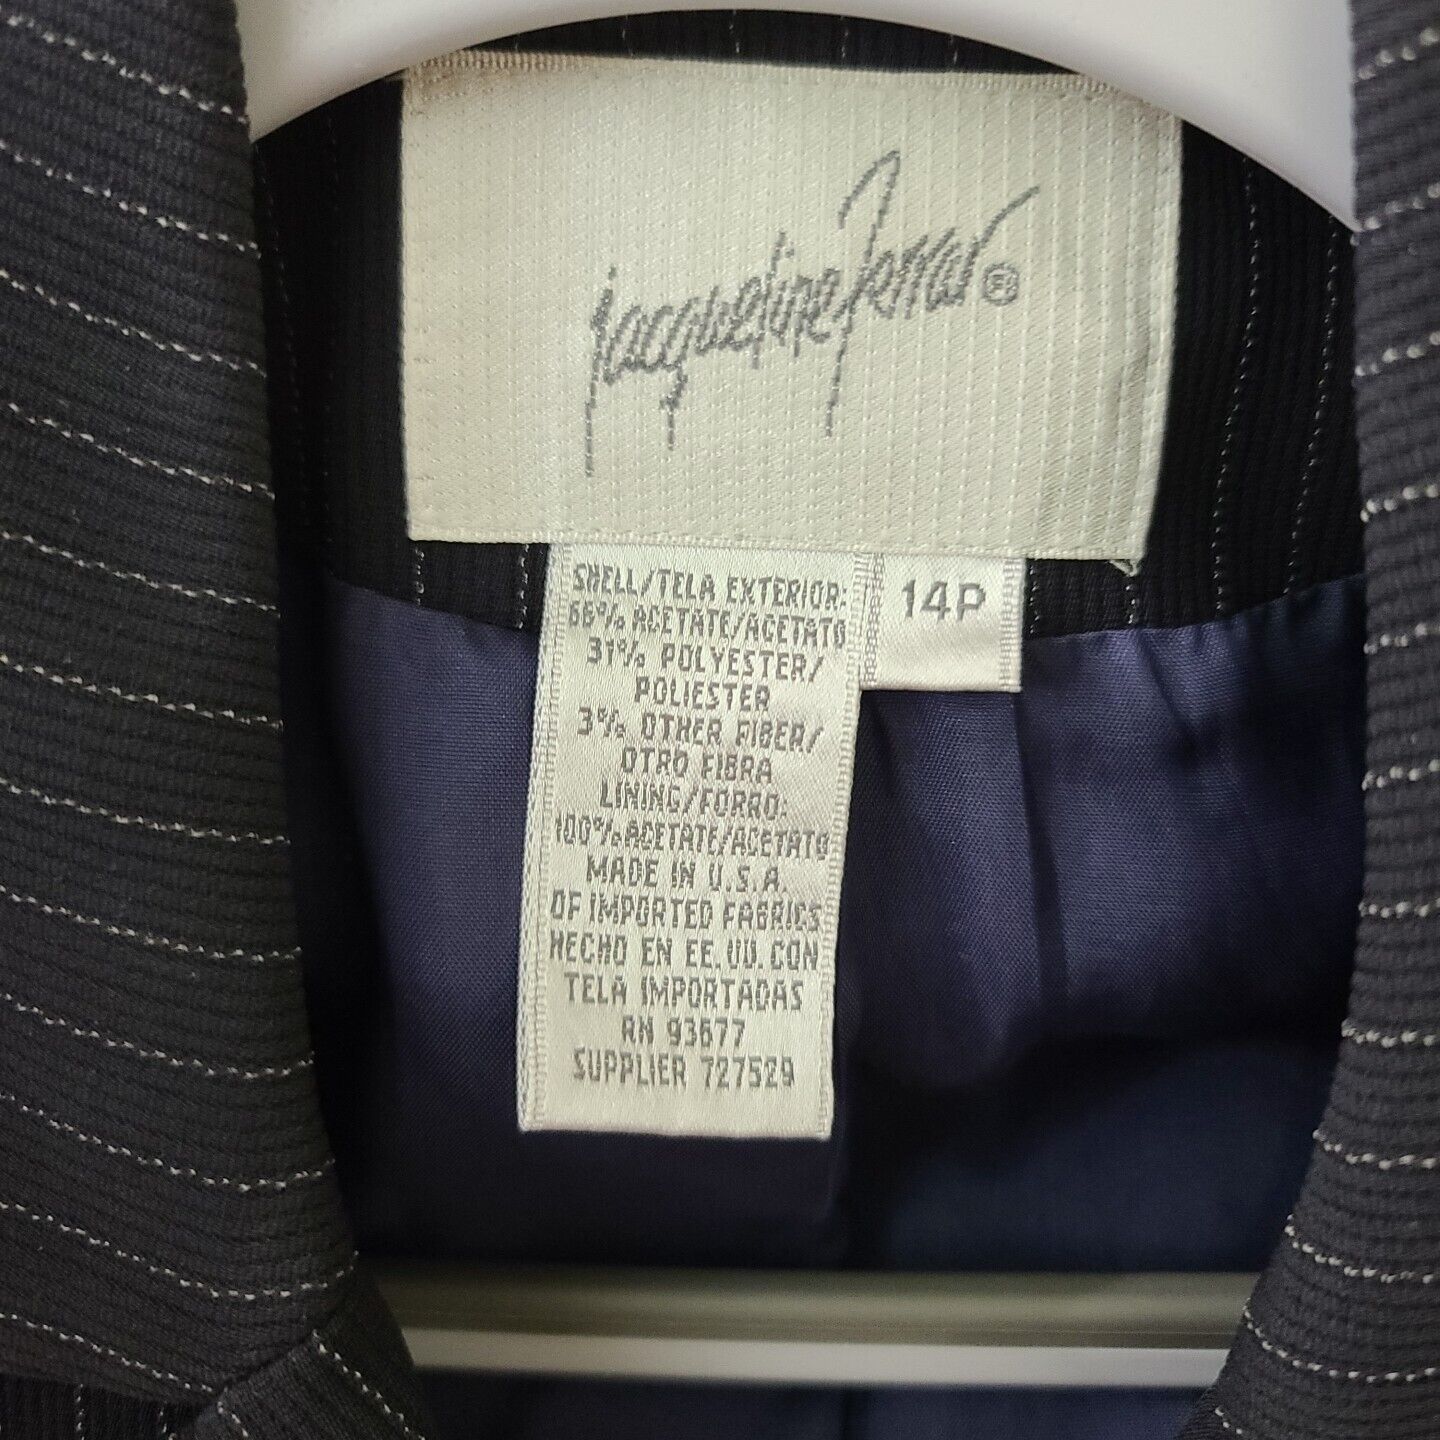 jacqueline Ferrar®
14P
SHELL/TELA EXTERIOR:
66% ACETATE/ACETATO
31% POLYESTER/
POLIESTER
3% OTHER FIBER/
OTRO FIBRA
LINING/FORRO:
100% ACETATE/ACETATO
MADE IN U.S.A.
OF IMPORTED FABRICS
HECHO EN EE.UU.CON
TELA IMPORTADAS
RN 93677
SUPPLIER 727529